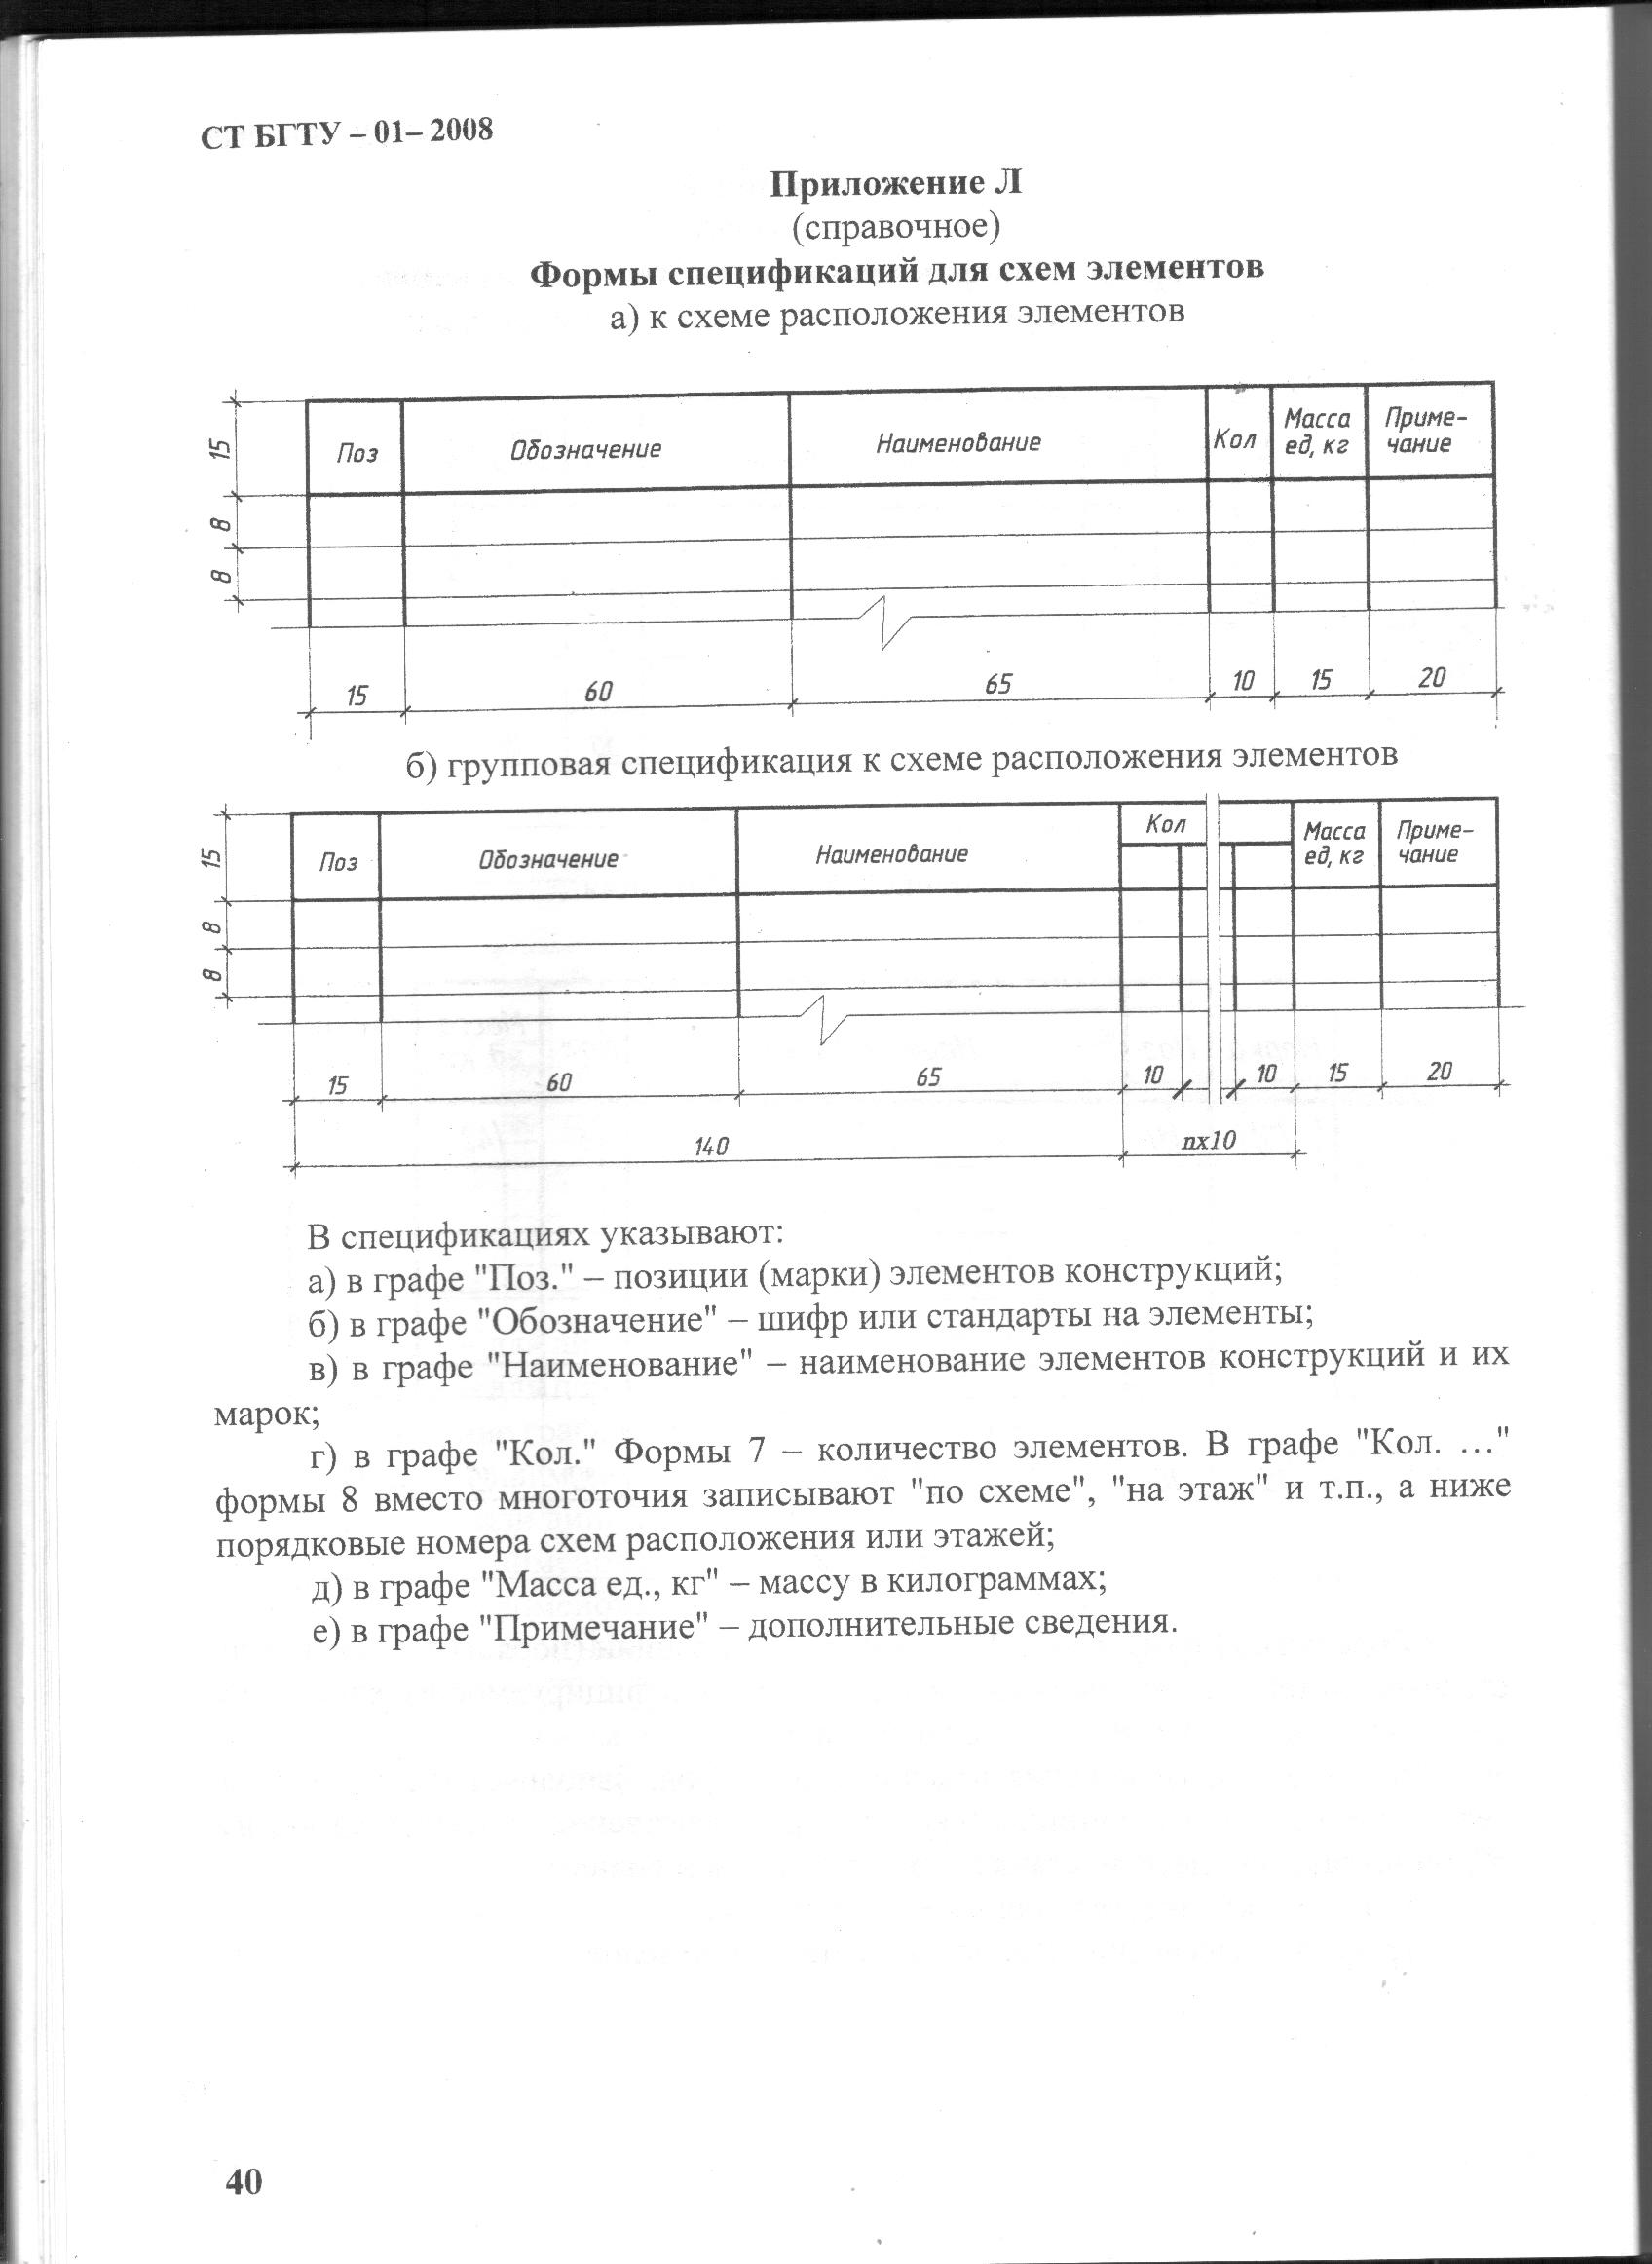 СТ БГТУ – 01– 2008
Приложение Л
(справочное)
Формы спецификаций для схем элементов
а) к схеме расположения элементов
15
8
8
Поз
Обозначение
Наименование
Кол
Масса
ед, кг
Приме-
чание
15
60
65
10
15
20
б) групповая спецификация к схеме расположения элементов
15
8
8
Поз
Обозначение
Наименование
Кол
Масса
ед, кг
Приме-
чание
15
60
65
10
10
15
20
140
nx10
В спецификациях указывают:
а) в графе "Поз." – позиции (марки) элементов конструкций;
б) в графе "Обозначение" – шифр или стандарты на элементы;
в) в графе "Наименование" – наименование элементов конструкций и их
марок;
г) в графе "Кол." Формы 7 – количество элементов. В графе "Кол. …"
формы 8 вместо многоточия записывают "по схеме", "на этаж" и т.п., а ниже
порядковые номера схем расположения или этажей;
д) в графе "Масса ед., кг" – массу в килограммах;
е) в графе "Примечание" – дополнительные сведения.
40